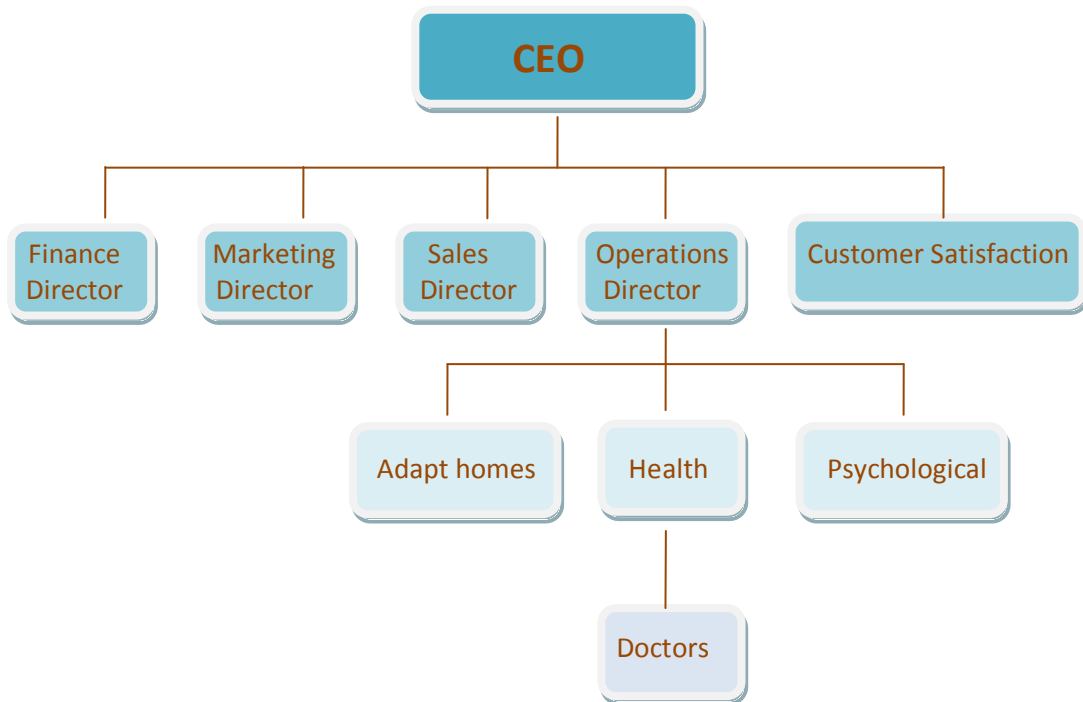 CEO
Finance
Director
Marketing
Director
Sales
Director
Operations
Director
Customer Satisfaction
Adapt homes
Health
Psychological
Doctors